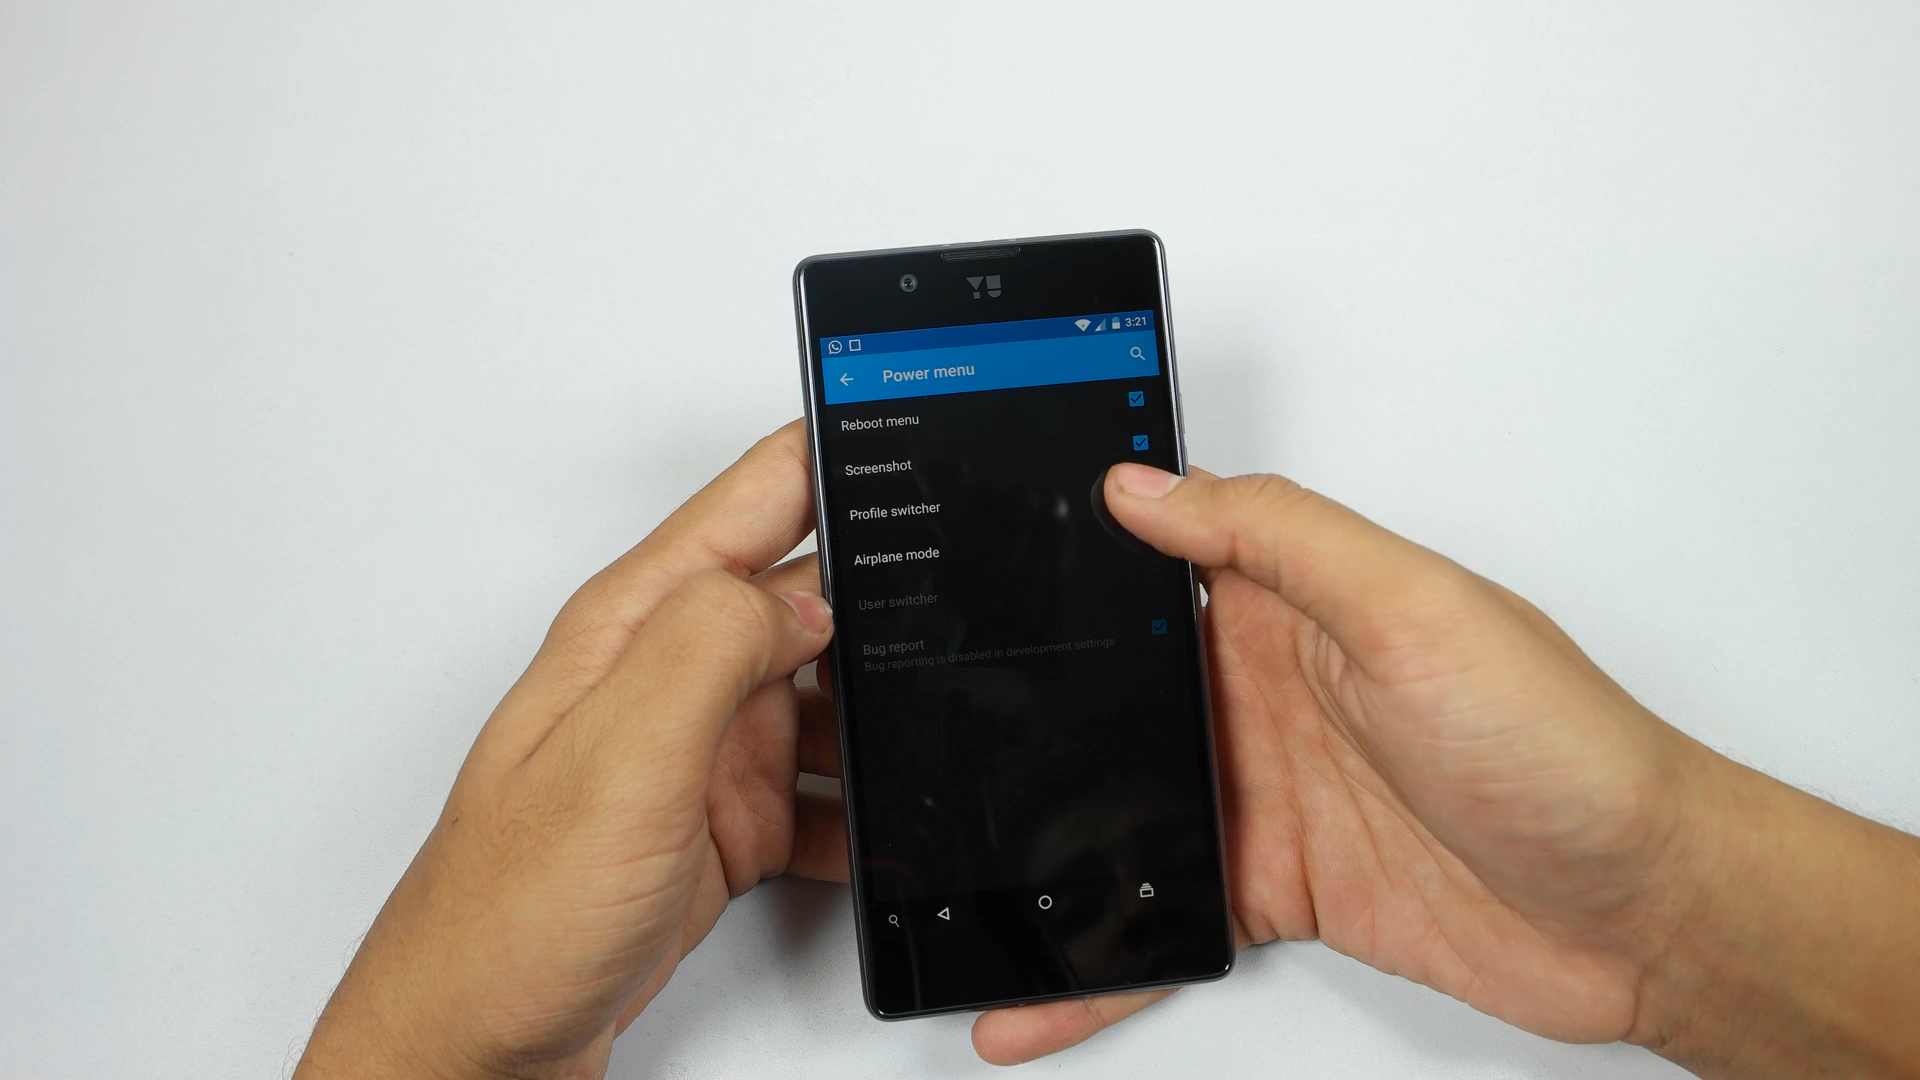 YU
3:21
Power menu
Reboot menu
Screenshot
Profile switcher
Airplane mode
User switcher
Bug report
Bug reporting is disabled in development settings